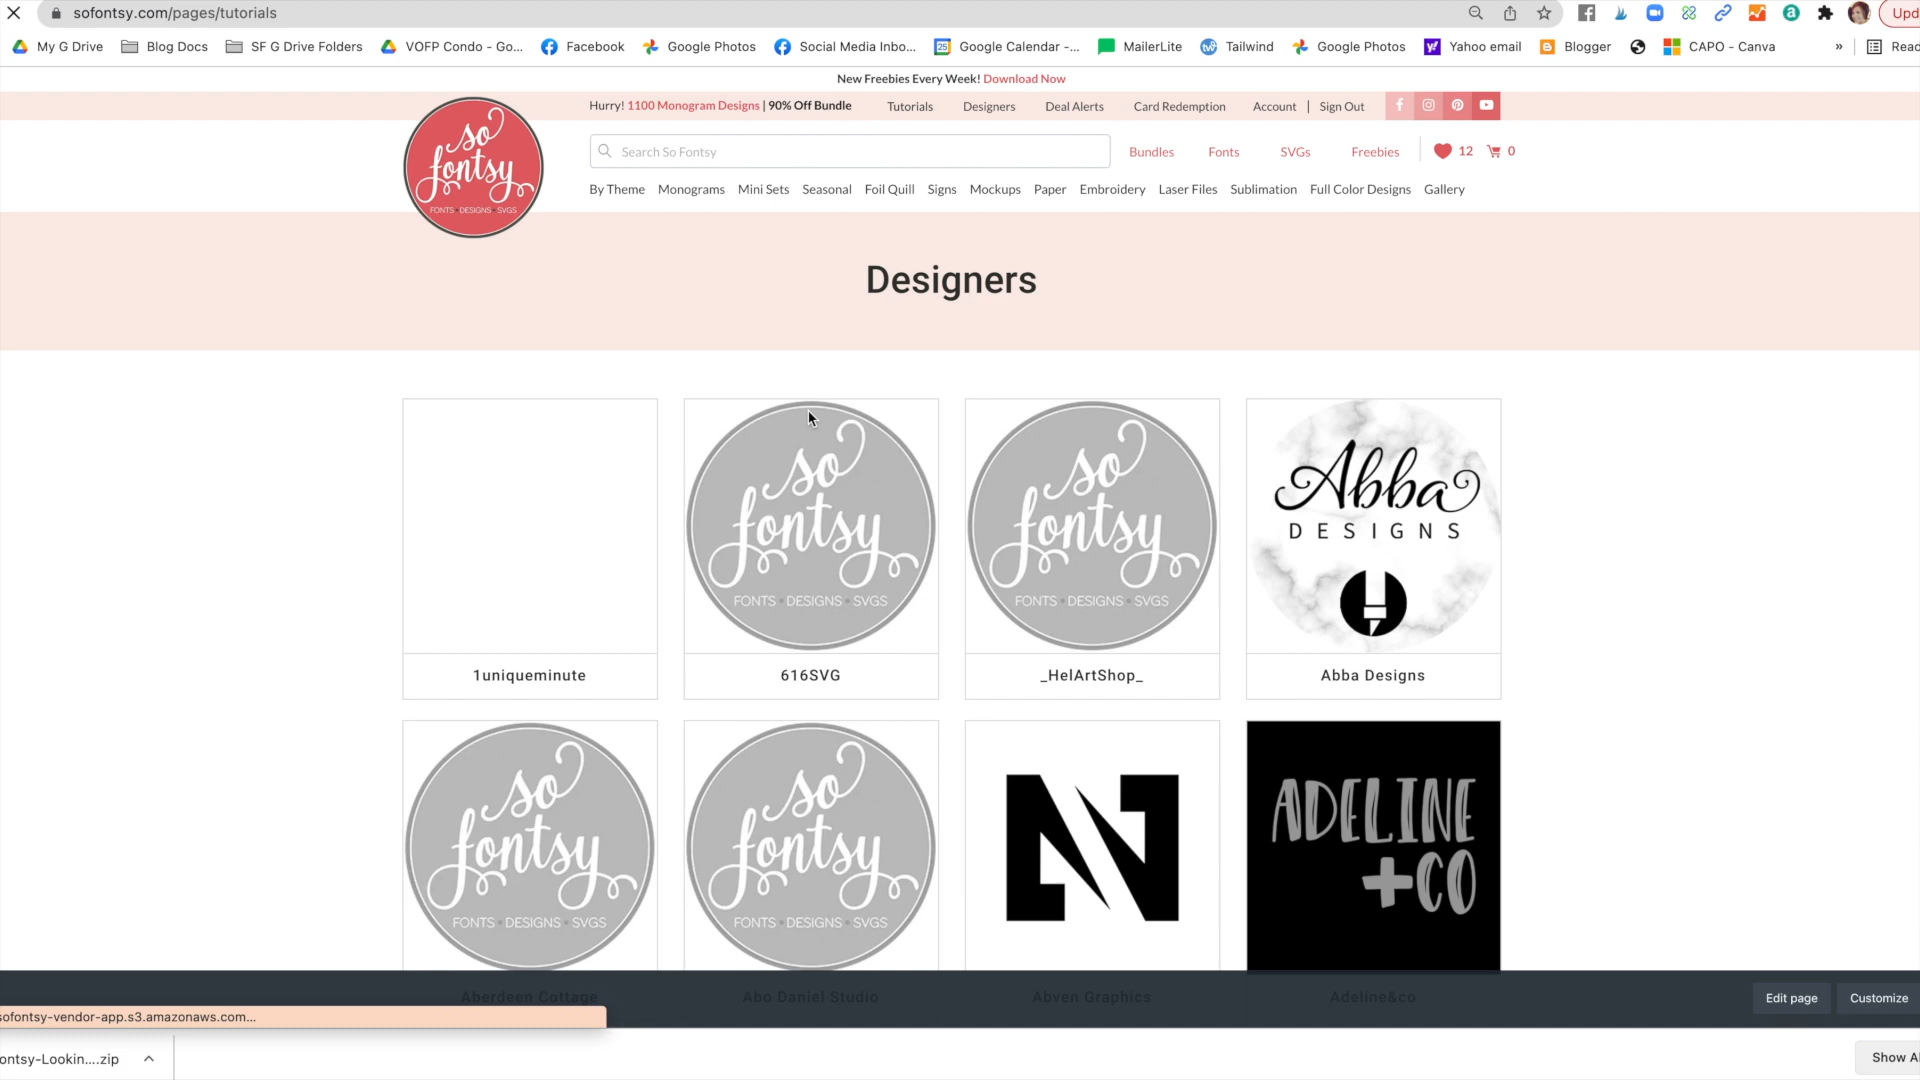 sofontsy.com/pages/tutorials
Upd
My G Drive Blog Docs SF G Drive Folders VOFP Condo - Go... Facebook Google Photos Social Media Inbo... 25 Google Calendar -... MailerLite Tailwind Google Photos Yahoo email Blogger CAPO - Canva » Read
New Freebies Every Week! Download Now
Hurry! 1100 Monogram Designs | 90% Off Bundle Tutorials Designers Deal Alerts Card Redemption Account | Sign Out
so fontsy
FONTS • DESIGNS • SVGS
Search So Fontsy Bundles Fonts SVGs Freebies 12 0
By Theme Monograms Mini Sets Seasonal Foil Quill Signs Mockups Paper Embroidery Laser Files Sublimation Full Color Designs Gallery
Designers
so fontsy
FONTS • DESIGNS • SVGS
so fontsy
FONTS • DESIGNS • SVGS
Abba
DESIGNS
1uniqueminute 616SVG _HelArtShop_ Abba Designs
so fontsy
FONTS • DESIGNS • SVGS
so fontsy
FONTS • DESIGNS • SVGS
N
ADELINE
+CO
Aberdeen Cottage Abo Daniel Studio Abven Graphics Adeline&co
Edit page Customize
sofontsy-vendor-app.s3.amazonaws.com...
ontsy-Lookin....zip
Show Al